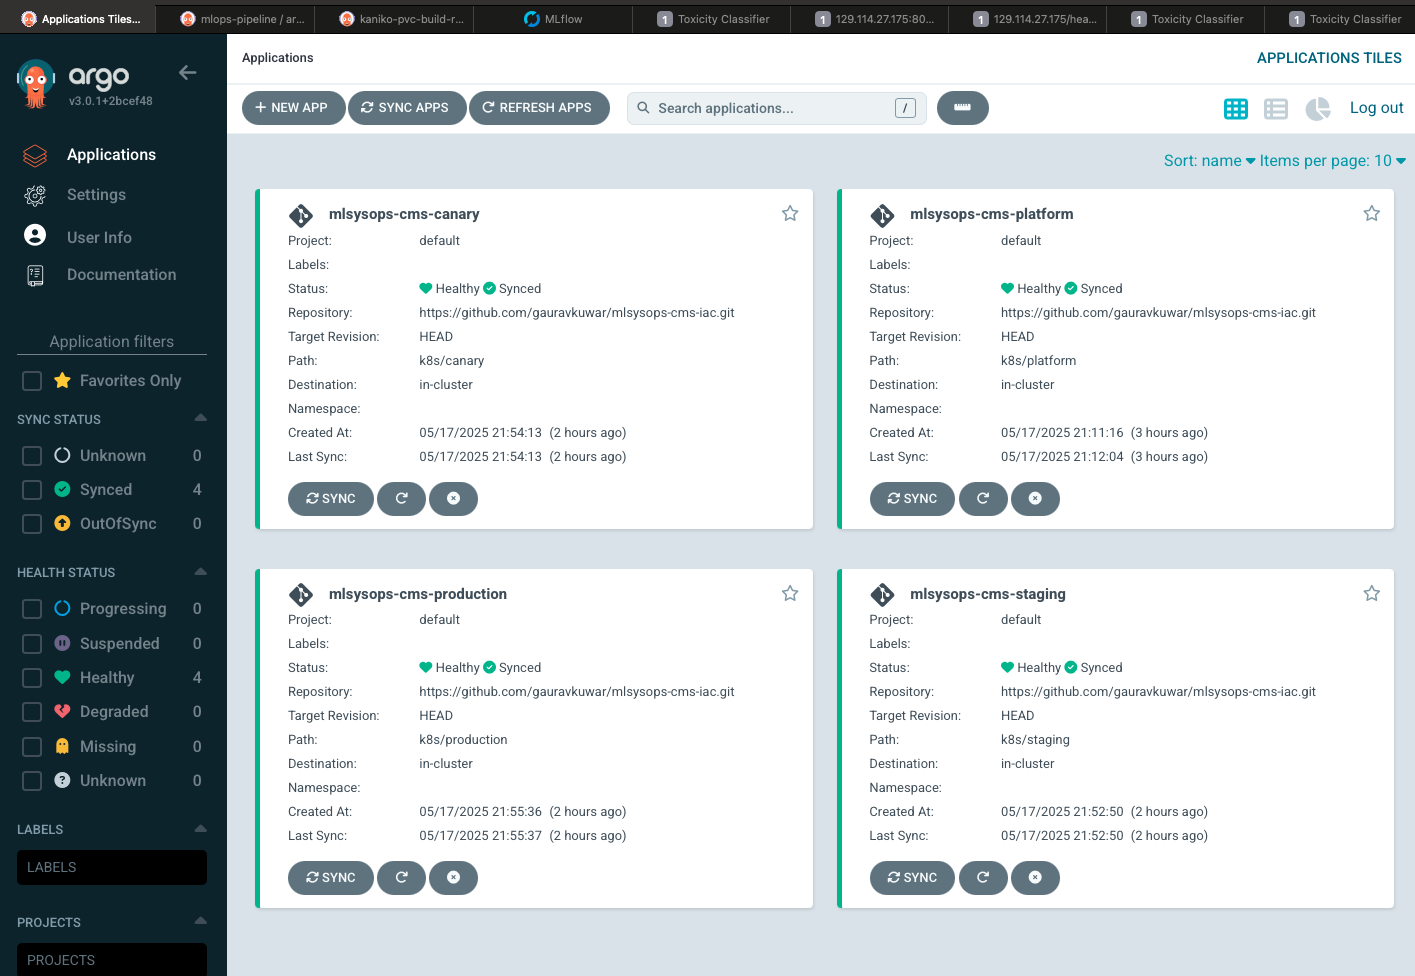 Applications Tiles...
mlops-pipeline / ar...
kaniko-pvc-build-r...
MLflow
1 Toxicity Classifier
1 129.114.27.175:80...
1 129.114.27.175/hea...
1 Toxicity Classifier
1 Toxicity Classifier
argo
v3.0.1+2bcef48
Applications
Settings
User Info
Documentation
Application filters
Favorites Only
SYNC STATUS
Unknown 0
Synced 4
OutOfSync 0
HEALTH STATUS
Progressing 0
Suspended 0
Healthy 4
Degraded 0
Missing 0
? Unknown 0
LABELS
LABELS
PROJECTS
PROJECTS
Applications
APPLICATIONS TILES
NEW APP
SYNC APPS
REFRESH APPS
Search applications... /
Log out
Sort: name Items per page: 10
mlsysops-cms-canary
Project: default
Labels:
Status: Healthy Synced
Repository: https://github.com/gauravkuwar/mlsysops-cms-iac.git
Target Revision: HEAD
Path: k8s/canary
Destination: in-cluster
Namespace:
Created At: 05/17/2025 21:54:13 (2 hours ago)
Last Sync: 05/17/2025 21:54:13 (2 hours ago)
SYNC
mlsysops-cms-platform
Project: default
Labels:
Status: Healthy Synced
Repository: https://github.com/gauravkuwar/mlsysops-cms-iac.git
Target Revision: HEAD
Path: k8s/platform
Destination: in-cluster
Namespace:
Created At: 05/17/2025 21:11:16 (3 hours ago)
Last Sync: 05/17/2025 21:12:04 (3 hours ago)
SYNC
mlsysops-cms-production
Project: default
Labels:
Status: Healthy Synced
Repository: https://github.com/gauravkuwar/mlsysops-cms-iac.git
Target Revision: HEAD
Path: k8s/production
Destination: in-cluster
Namespace:
Created At: 05/17/2025 21:55:36 (2 hours ago)
Last Sync: 05/17/2025 21:55:37 (2 hours ago)
SYNC
mlsysops-cms-staging
Project: default
Labels:
Status: Healthy Synced
Repository: https://github.com/gauravkuwar/mlsysops-cms-iac.git
Target Revision: HEAD
Path: k8s/staging
Destination: in-cluster
Namespace:
Created At: 05/17/2025 21:52:50 (2 hours ago)
Last Sync: 05/17/2025 21:52:50 (2 hours ago)
SYNC